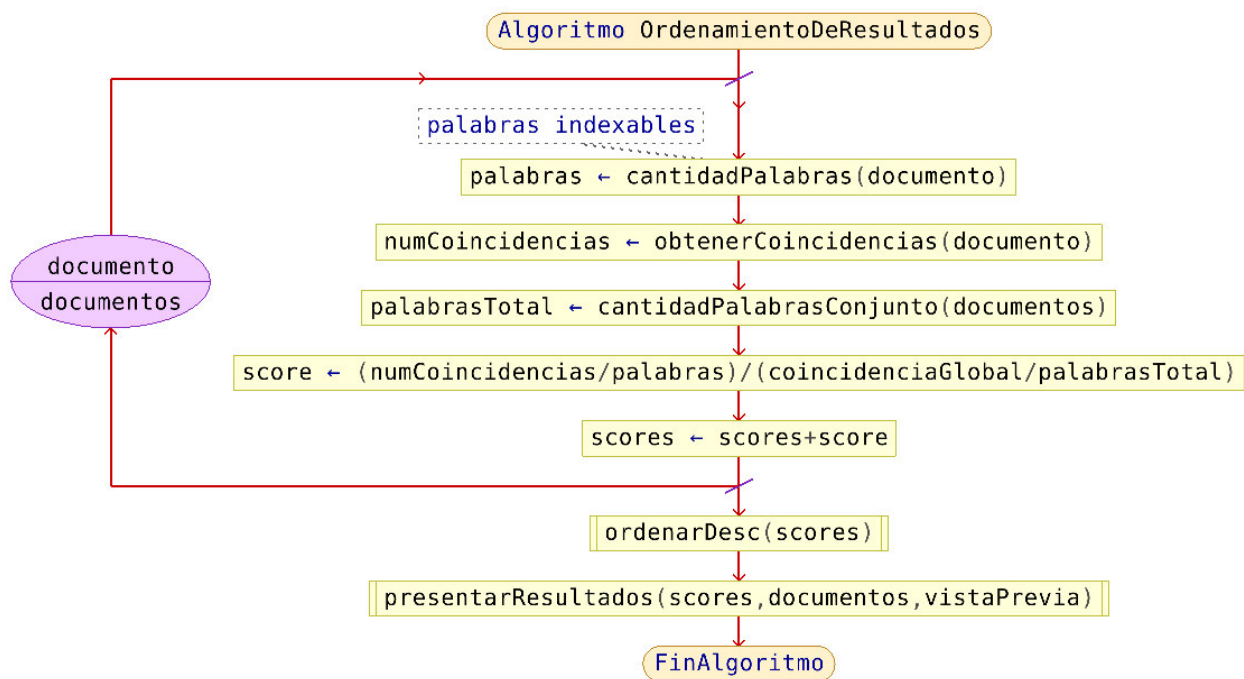 Algoritmo OrdenamientoDeResultados
palabras indexables
palabras ← cantidadPalabras(documento)
numCoincidencias ← obtenerCoincidencias(documento)
documento
documentos
palabrasTotal ← cantidadPalabrasConjunto(documentos)
score ← (numCoincidencias/palabras)/(coincidenciaGlobal/palabrasTotal)
scores ← scores+score
ordenarDesc(scores)
presentarResultados(scores,documentos,vistaPrevia)
FinAlgoritmo